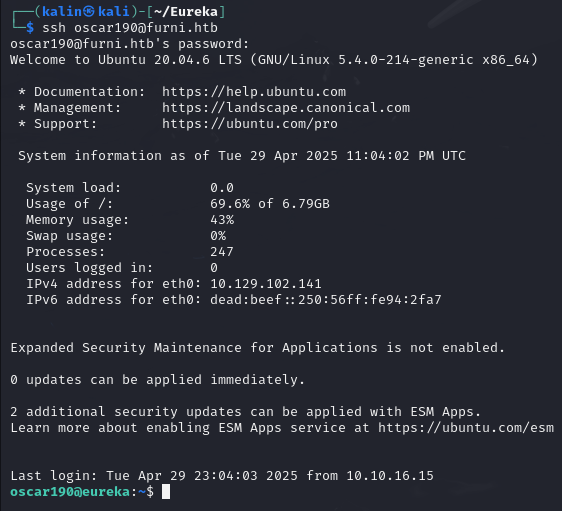 ┌──(kalin㉿kali)-[~/Eureka]
└─$ ssh oscar190@furni.htb
oscar190@furni.htb's password:
Welcome to Ubuntu 20.04.6 LTS (GNU/Linux 5.4.0-214-generic x86_64)
* Documentation:  https://help.ubuntu.com
* Management:     https://landscape.canonical.com
* Support:        https://ubuntu.com/pro
System information as of Tue 29 Apr 2025 11:04:02 PM UTC
System load:           0.0
Usage of /:            69.6% of 6.79GB
Memory usage:          43%
Swap usage:            0%
Processes:             247
Users logged in:       0
IPv4 address for eth0: 10.129.102.141
IPv6 address for eth0: dead:beef::250:56ff:fe94:2fa7
Expanded Security Maintenance for Applications is not enabled.
0 updates can be applied immediately.
2 additional security updates can be applied with ESM Apps.
Learn more about enabling ESM Apps service at https://ubuntu.com/esm
Last login: Tue Apr 29 23:04:03 2025 from 10.10.16.15
oscar190@eureka:~$